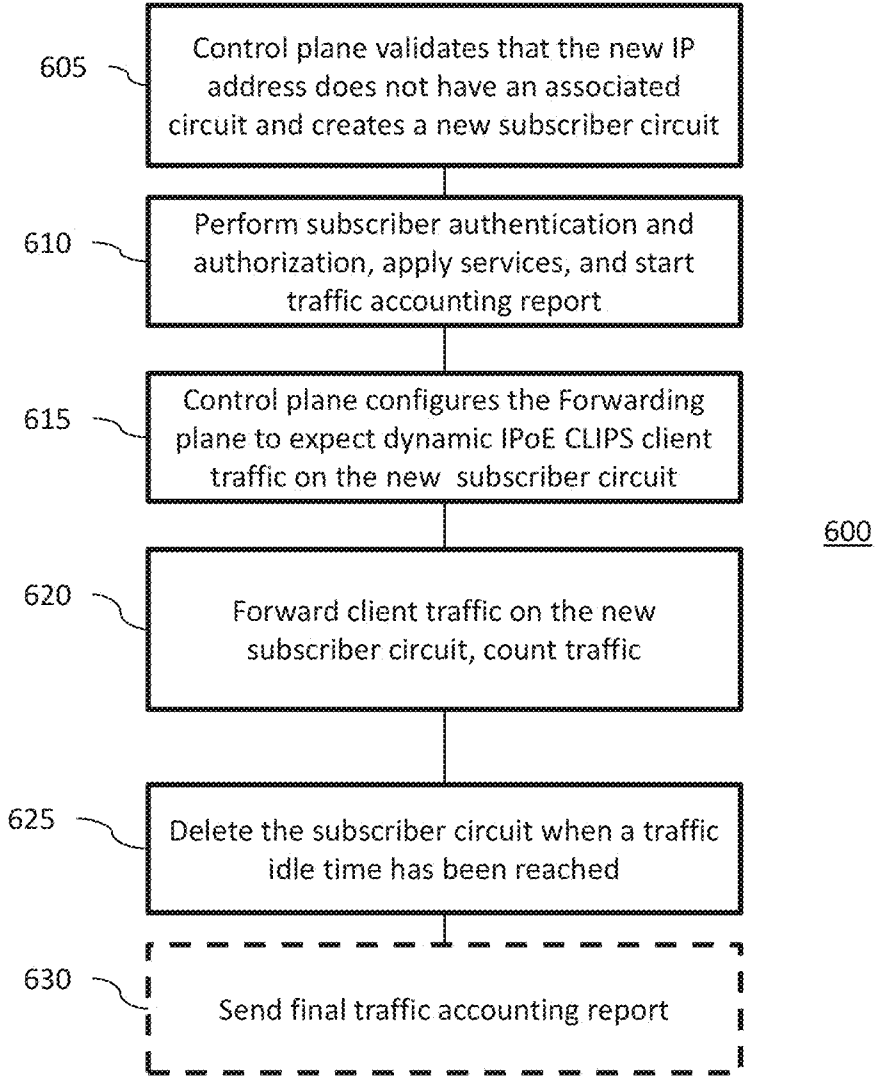 605
Control plane validates that the new IP
address does not have an associated
circuit and creates a new subscriber circuit
610
Perform subscriber authentication and
authorization, apply services, and start
traffic accounting report
615
Control plane configures the Forwarding
plane to expect dynamic IPoE CLIPS client
traffic on the new subscriber circuit
600
620
Forward client traffic on the new
subscriber circuit, count traffic
625
Delete the subscriber circuit when a traffic
idle time has been reached
630
Send final traffic accounting report